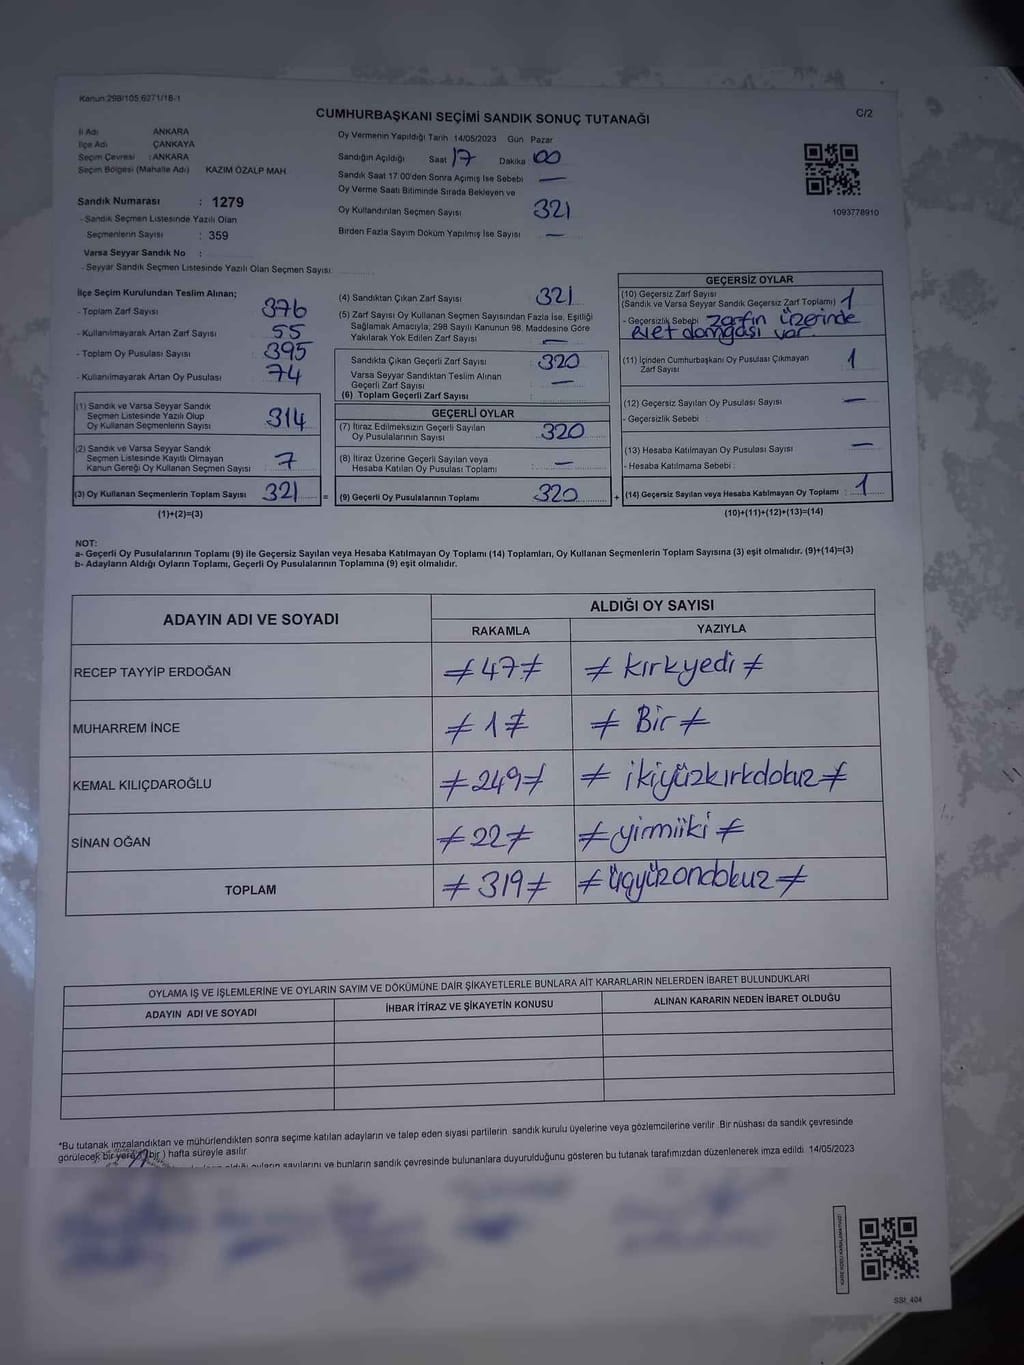 Kanun:298/105,6271/18-1
CUMHURBAŞKANI SEÇİMİ SANDIK SONUÇ TUTANAĞI
C/2
İl Adı ANKARA
İlçe Adı ÇANKAYA
Seçim Çevresi : ANKARA
Seçim Bölgesi (Mahalle Adı) KAZIM ÖZALP MAH.
Sandık Numarası : 1279
- Sandık Seçmen Listesinde Yazılı Olan
Seçmenlerin Sayısı : 359
Varsa Seyyar Sandık No :
- Seyyar Sandık Seçmen Listesinde Yazılı Olan Seçmen Sayısı:
Oy Vermenin Yapıldığı Tarih 14/05/2023 Gün Pazar
Sandığın Açıldığı Saat 17 Dakika 00
Sandık Saat 17:00'den Sonra Açımış İse Sebebi —
Oy Verme Saati Bitiminde Sırada Bekleyen ve
Oy Kullandırılan Seçmen Sayısı 321
Birden Fazla Sayım Döküm Yapılmış İse Sayısı —
1093778910
İlçe Seçim Kurulundan Teslim Alınan;
- Toplam Zarf Sayısı 376
- Kullanılmayarak Artan Zarf Sayısı 55
- Toplam Oy Pusulası Sayısı 395
- Kullanılmayarak Artan Oy Pusulası 74
(1) Sandık ve Varsa Seyyar Sandık
Seçmen Listesinde Yazılı Olup
Oy Kullanan Seçmenlerin Sayısı 314
(2) Sandık ve Varsa Seyyar Sandık
Seçmen Listesinde Kayıtlı Olmayan
Kanun Gereği Oy Kullanan Seçmen Sayısı 7
(3) Oy Kullanan Seçmenlerin Toplam Sayısı 321 =
(1)+(2)=(3)
(4) Sandıktan Çıkan Zarf Sayısı 321
(5) Zarf Sayısı Oy Kullanan Seçmen Sayısından Fazla İse, Eşitliği
Sağlamak Amacıyla; 298 Sayılı Kanunun 98. Maddesine Göre
Yakılarak Yok Edilen Zarf Sayısı —
Sandıkta Çıkan Geçerli Zarf Sayısı 320
Varsa Seyyar Sandıktan Teslim Alınan
Geçerli Zarf Sayısı —
(6) Toplam Geçerli Zarf Sayısı :
GEÇERLİ OYLAR
(7) İtiraz Edilmeksizin Geçerli Sayılan
Oy Pusulalarının Sayısı 320
(8) İtiraz Üzerine Geçerli Sayılan veya
Hesaba Katılan Oy Pusulası Toplamı : —
(9) Geçerli Oy Pusulalarının Toplamı 320 +
GEÇERSİZ OYLAR
(10) Geçersiz Zarf Sayısı
(Sandık ve Varsa Seyyar Sandık Geçersiz Zarf Toplamı) 1
- Geçersizlik Sebebi zarfın üzerinde
evet damgası var
(11) İçinden Cumhurbaşkanı Oy Pusulası Çıkmayan
Zarf Sayısı 1
(12) Geçersiz Sayılan Oy Pusulası Sayısı —
- Geçersizlik Sebebi
(13) Hesaba Katılmayan Oy Pusulası Sayısı —
- Hesaba Katılmama Sebebi :
(14) Geçersiz Sayılan veya Hesaba Katılmayan Oy Toplamı : 1
(10)+(11)+(12)+(13)=(14)
NOT:
a- Geçerli Oy Pusulalarının Toplamı (9) ile Geçersiz Sayılan veya Hesaba Katılmayan Oy Toplamı (14) Toplamları, Oy Kullanan Seçmenlerin Toplam Sayısına (3) eşit olmalıdır. (9)+(14)=(3)
b- Adayların Aldığı Oyların Toplamı, Geçerli Oy Pusulalarının Toplamına (9) eşit olmalıdır.
ADAYIN ADI VE SOYADI
ALDIĞI OY SAYISI
RAKAMLA YAZIYLA
RECEP TAYYİP ERDOĞAN ≠ 47 ≠ ≠ kırkyedi ≠
MUHARREM İNCE ≠ 1 ≠ ≠ Bir ≠
KEMAL KILIÇDAROĞLU ≠ 249 ≠ ≠ ikiyüzkırkdokuz ≠
SİNAN OĞAN ≠ 22 ≠ ≠ yirmiiki ≠
TOPLAM ≠ 319 ≠ ≠ üçyüzondokuz ≠
OYLAMA İŞ VE İŞLEMLERİNE VE OYLARIN SAYIM VE DÖKÜMÜNE DAİR ŞİKAYETLERLE BUNLARA AİT KARARLARIN NELERDEN İBARET BULUNDUKLARI
ADAYIN ADI VE SOYADI
İHBAR İTİRAZ VE ŞİKAYETİN KONUSU
ALINAN KARARIN NEDEN İBARET OLDUĞU
*Bu tutanak imzalandıktan ve mühürlendikten sonra seçime katılan adayların ve talep eden siyasi partilerin sandık kurulu üyelerine veya gözlemcilerine verilir .Bir nüshası da sandık çevresinde
görülecek bir yere (bir) hafta süreyle asılır
oyların sayılarını ve bunların sandık çevresinde bulunanlara duyurulduğunu gösteren bu tutanak tarafımızdan düzenlenerek imza edildi 14/05/2023
SSt_404